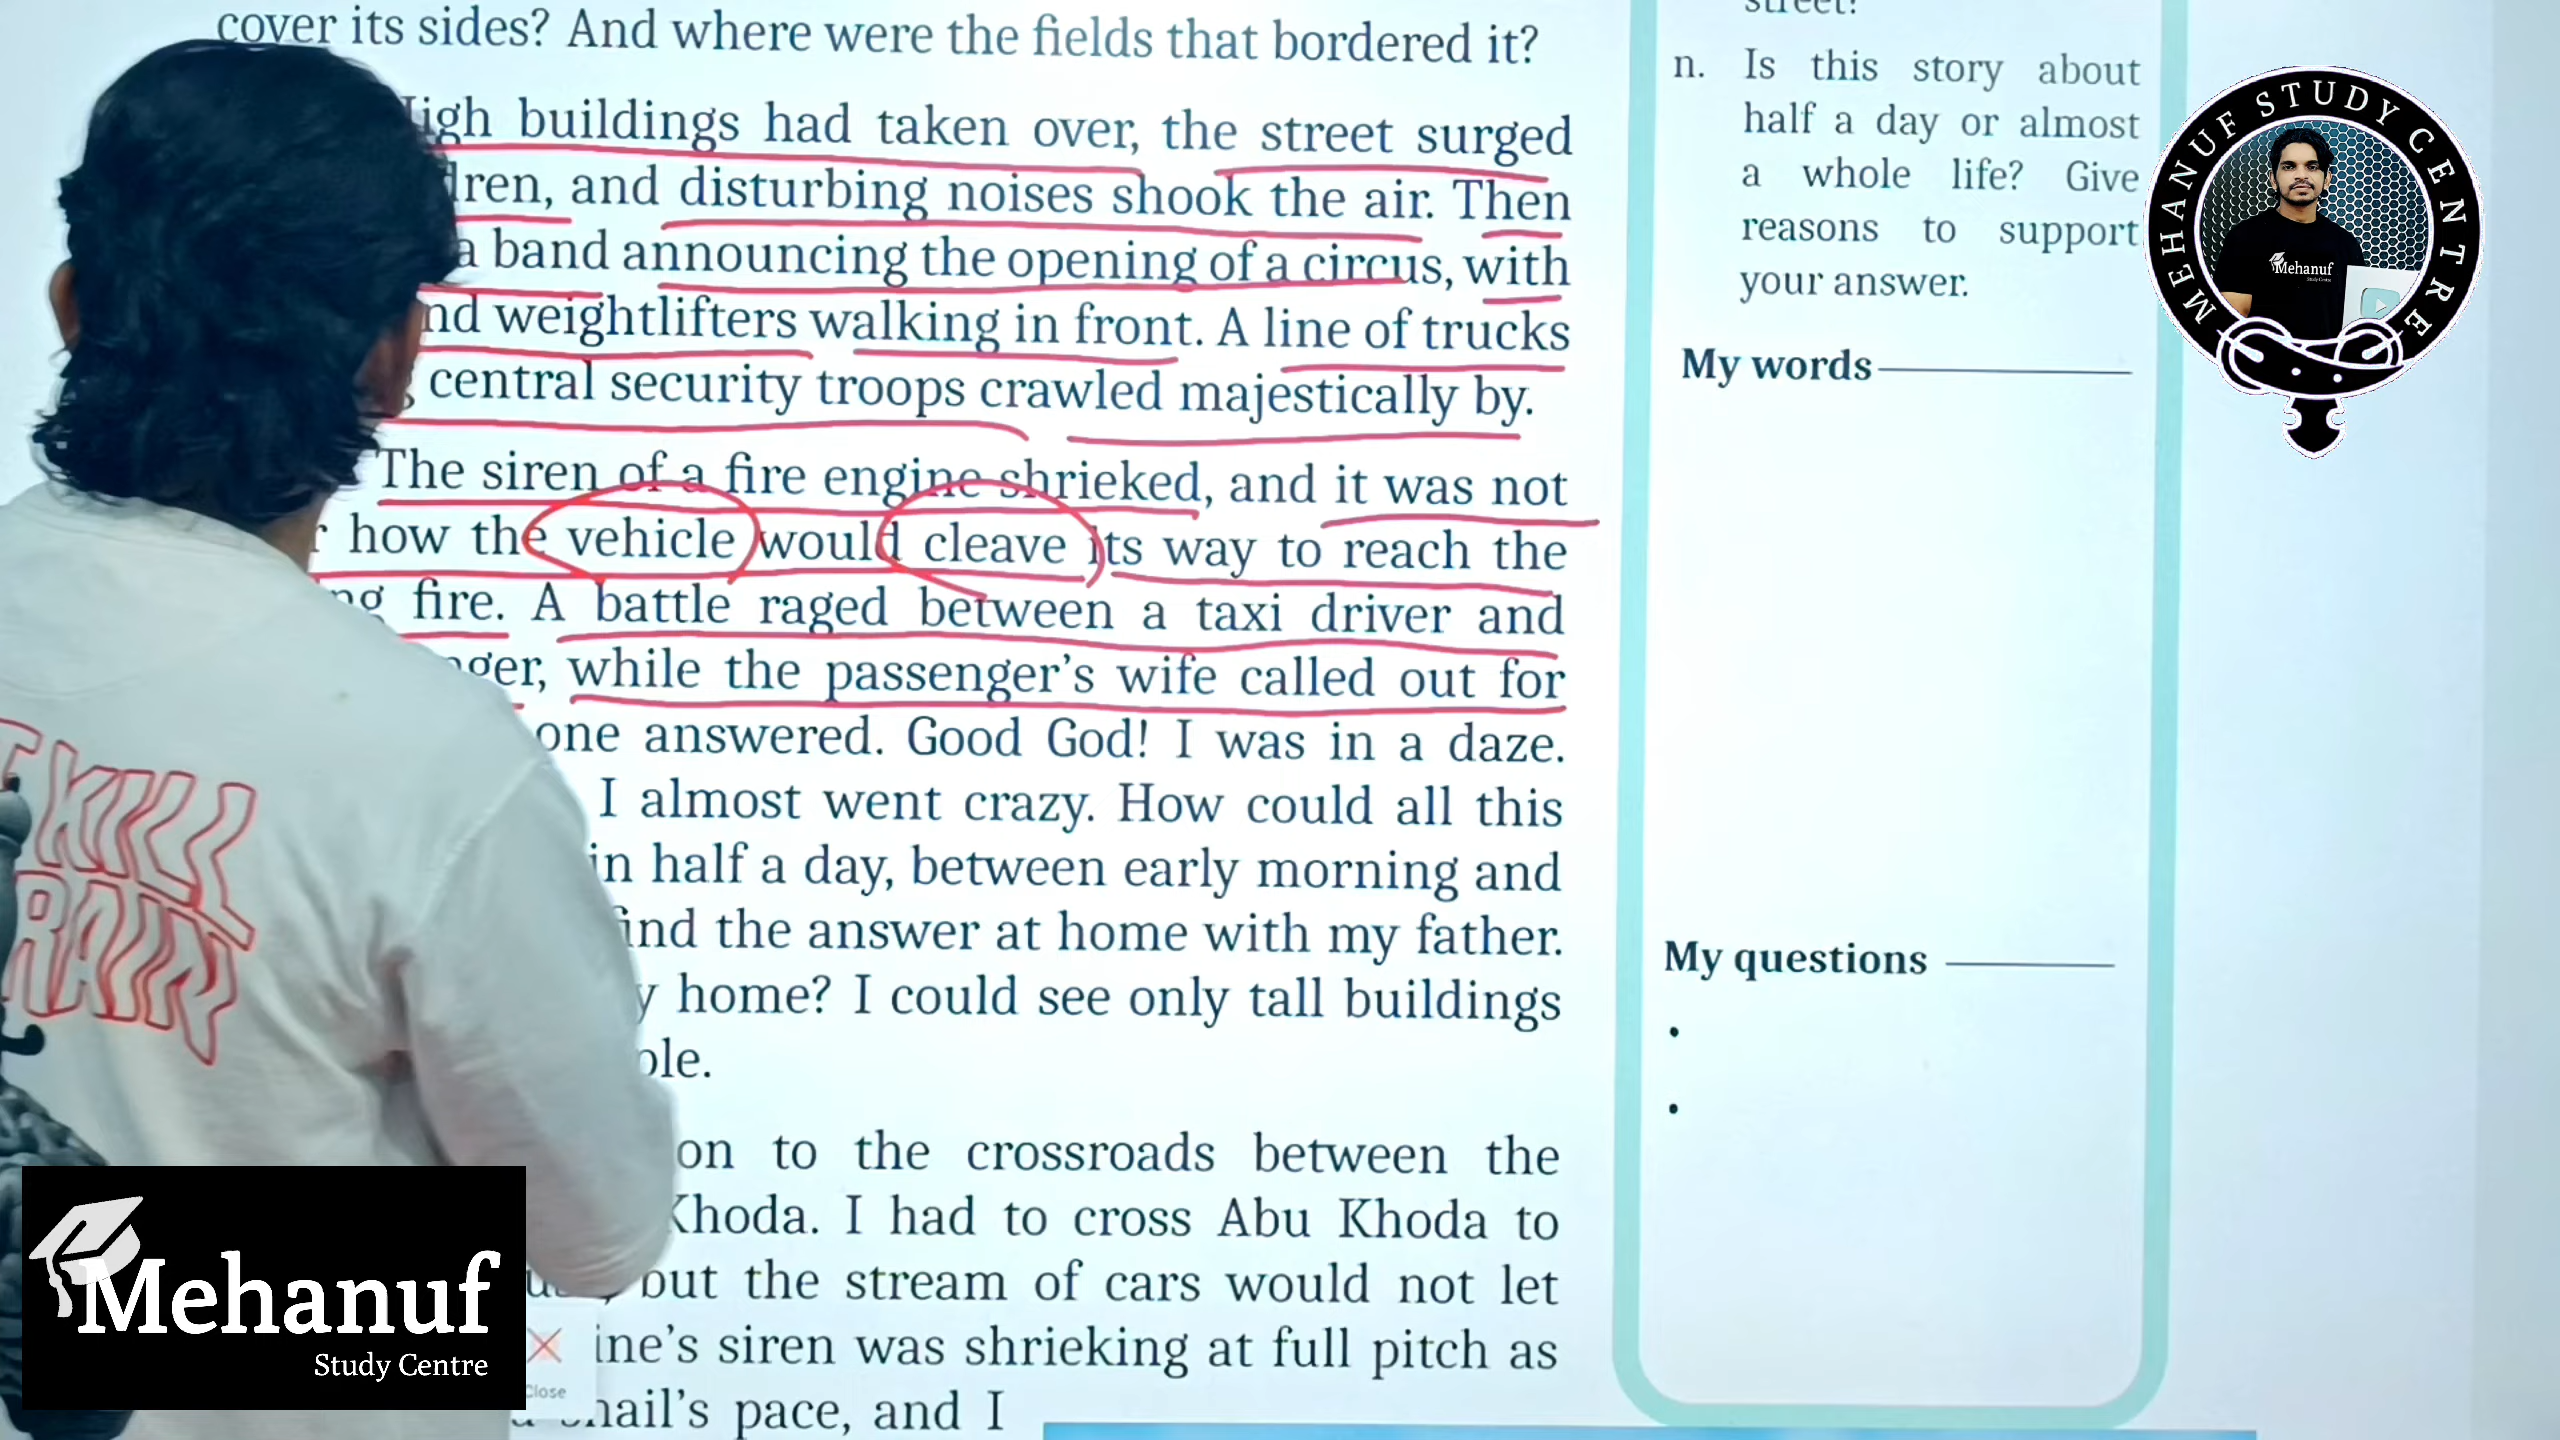 cover its sides? And where were the fields that bordered it?
buildings had taken over, the street surged
and disturbing noises shook the air. Then
a band announcing the opening of a circus, with
weightlifters walking in front. A line of trucks
central security troops crawled majestically by.
The siren of a fire engine shrieked, and it was not
how the vehicle would cleave its way to reach the
fire. A battle raged between a taxi driver and
while the passenger's wife called out for
one answered. Good God! I was in a daze.
I almost went crazy. How could all this
in half a day, between early morning and
the answer at home with my father.
home? I could see only tall buildings
on to the crossroads between the
Khoda. I had to cross Abu Khoda to
but the stream of cars would not let
siren was shrieking at full pitch as
snail's pace, and I
street?
n. Is this story about
half a day or almost
a whole life? Give
reasons to support
your answer.
My words
My questions
MEHANUF STUDY CENTRE
Mehanuf
KILL
Mehanuf
Study Centre
Close